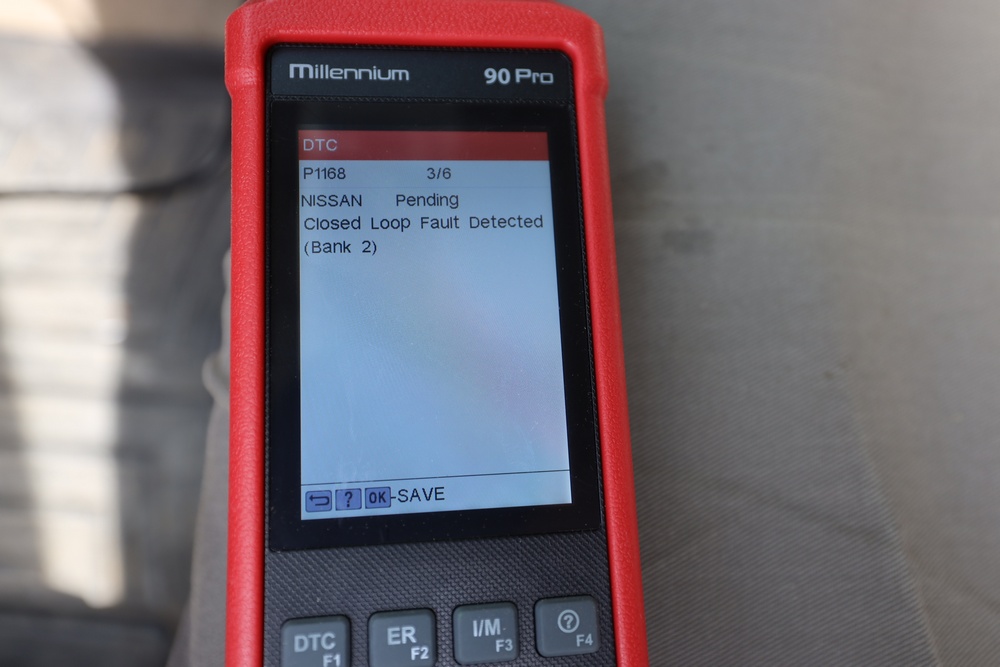 Millennium 90 Pro
DTC
P1168 3/6
NISSAN Pending
Closed Loop Fault Detected
(Bank 2)
? OK-SAVE
DTC F1 ER F2 I/M F3 ? F4